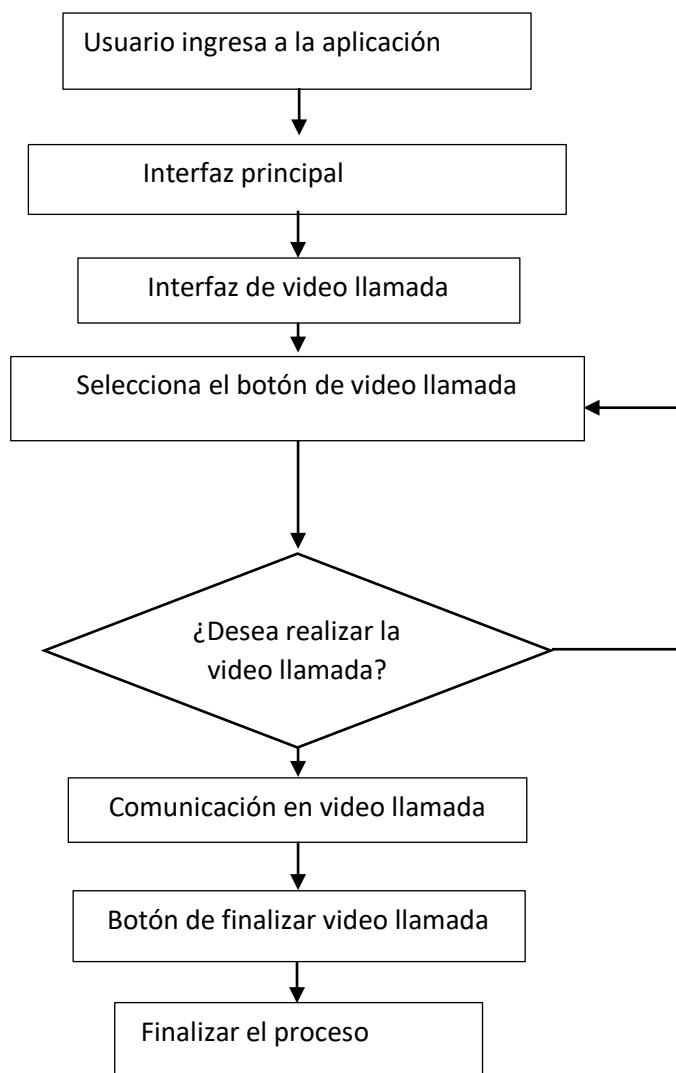 Usuario ingresa a la aplicación
Interfaz principal
Interfaz de video llamada
Selecciona el botón de video llamada
¿Desea realizar la
video llamada?
Comunicación en video llamada
Botón de finalizar video llamada
Finalizar el proceso